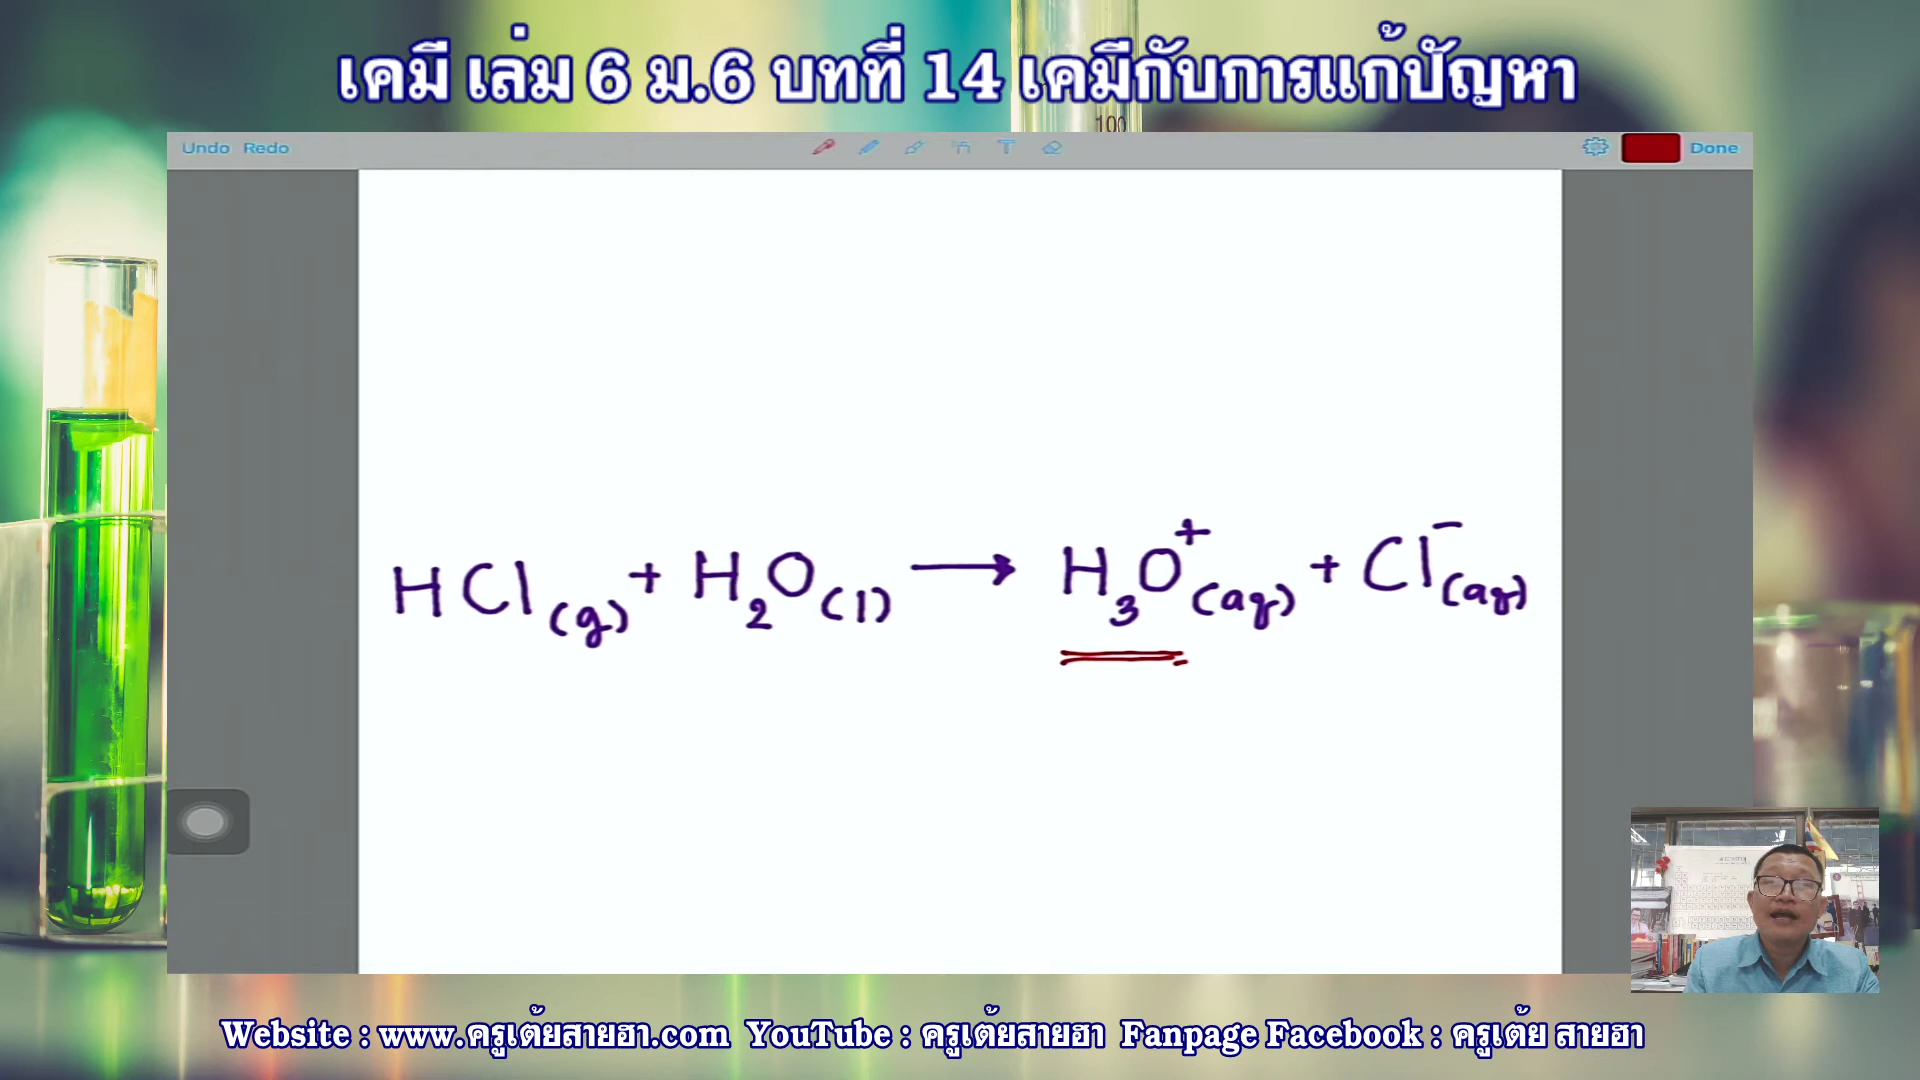 เคมี เล่ม 6 ม.6 บทที่ 14 เคมีกับการแก้ปัญหา
100
Undo Redo T Done
HCl(g) + H₂O(l) → H₃O⁺(aq) + Cl⁻(aq)
Website : www.ครูเต้ยสายฮา.com YouTube : ครูเต้ยสายฮา Fanpage Facebook : ครูเต้ย สายฮา